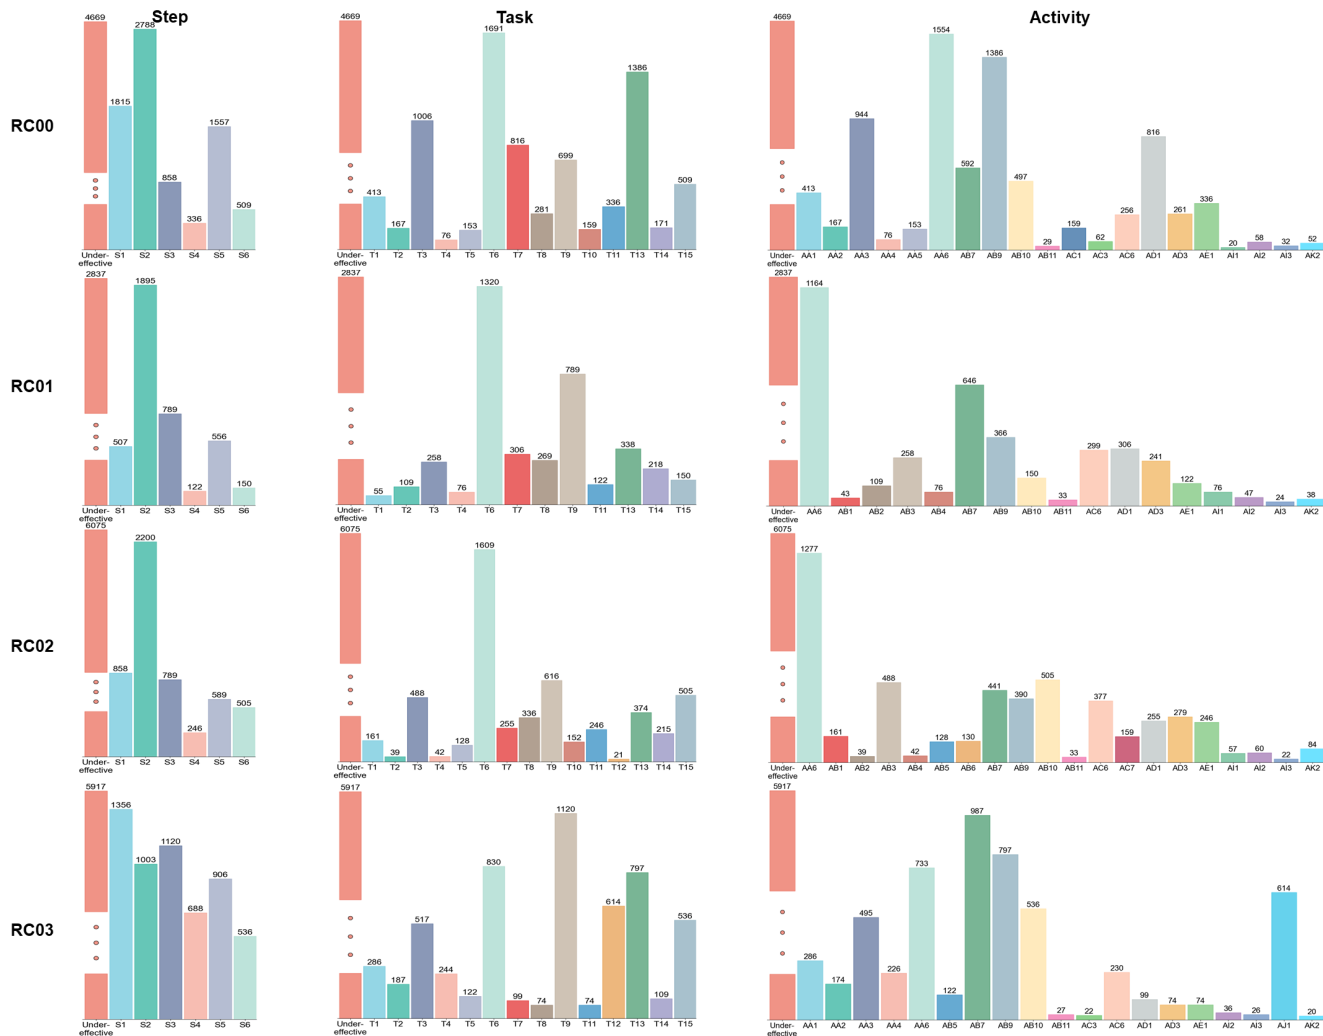 Step Task Activity
RC00
4669 1815 2788 858 336 1557 509
Under-effective S1 S2 S3 S4 S5 S6
4669 413 167 1006 76 153 1691 816 281 699 159 336 1386 171 509
Under-effective T1 T2 T3 T4 T5 T6 T7 T8 T9 T10 T11 T13 T14 T15
4669 413 167 944 76 153 1554 592 1386 497 29 159 62 256 816 261 336 20 58 32 52
Under-effective AA1 AA2 AA3 AA4 AA5 AA6 AB7 AB9 AB10 AB11 AC1 AC3 AC6 AD1 AD3 AE1 AI1 AI2 AI3 AK2
RC01
2837 507 1895 789 122 556 150
Under-effective S1 S2 S3 S4 S5 S6
2837 55 109 258 76 1320 306 269 789 122 338 218 150
Under-effective T1 T2 T3 T4 T6 T7 T8 T9 T11 T13 T14 T15
2837 1164 43 109 258 76 646 366 150 33 299 306 241 122 76 47 24 38
Under-effective AA6 AB1 AB2 AB3 AB4 AB7 AB9 AB10 AB11 AC6 AD1 AD3 AE1 AI1 AI2 AI3 AK2
RC02
6075 858 2200 789 246 589 505
Under-effective S1 S2 S3 S4 S5 S6
6075 161 39 488 42 128 1609 255 336 616 152 246 21 374 215 505
Under-effective T1 T2 T3 T4 T5 T6 T7 T8 T9 T10 T11 T12 T13 T14 T15
6075 1277 161 39 488 42 128 130 441 390 505 33 377 159 255 279 246 57 60 22 84
Under-effective AA6 AB1 AB2 AB3 AB4 AB5 AB6 AB7 AB9 AB10 AB11 AC6 AC7 AD1 AD3 AE1 AI1 AI2 AI3 AK2
RC03
5917 1356 1003 1120 688 906 536
Under-effective S1 S2 S3 S4 S5 S6
5917 286 187 517 244 122 830 99 74 1120 74 614 797 109 536
Under-effective T1 T2 T3 T4 T5 T6 T7 T8 T9 T11 T12 T13 T14 T15
5917 286 174 495 226 733 122 987 797 536 27 22 230 99 74 74 36 26 614 20
Under-effective AA1 AA2 AA3 AA4 AA6 AB5 AB7 AB9 AB10 AB11 AC3 AC6 AD1 AD3 AE1 AI2 AI3 AJ1 AK2